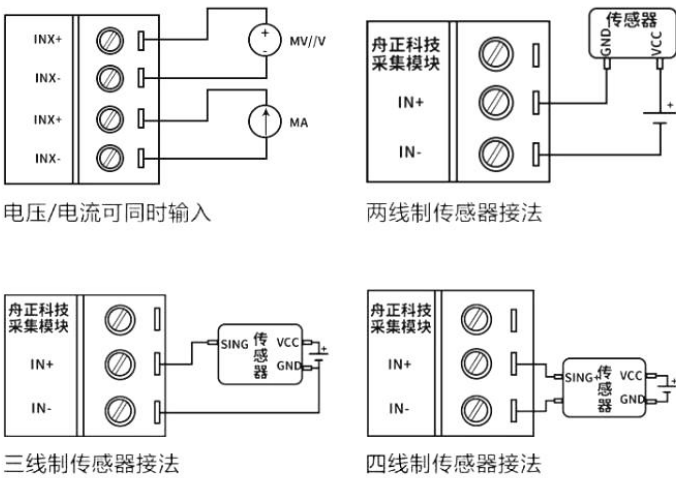 INX+
INX-
INX+
INX-
+
-
MV//V
MA
电压/电流可同时输入
舟正科技
采集模块
IN+
IN-
传感器
GND
VCC
+
两线制传感器接法
舟正科技
采集模块
IN+
IN-
SING
传感器
VCC
GND
+
三线制传感器接法
舟正科技
采集模块
IN+
IN-
SING+
传感器
VCC
GND
+
四线制传感器接法